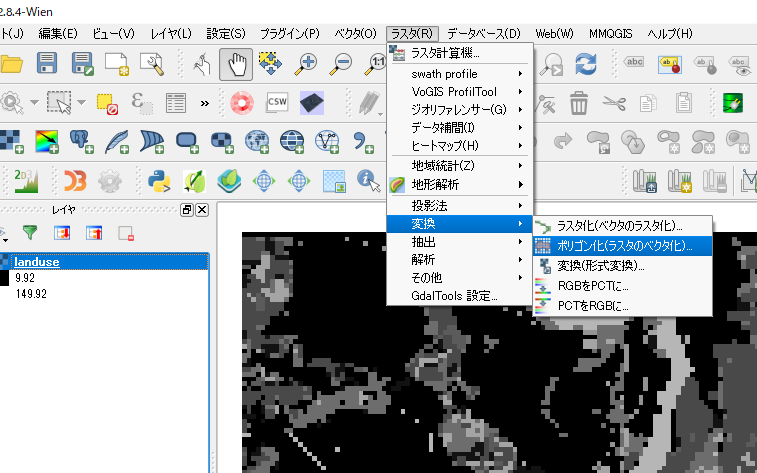 2.8.4-Wien
ト(J) 編集(E) ビュー(V) レイヤ(L) 設定(S) プラグイン(P) ベクタ(O) ラスタ(R) データベース(D) Web(W) MMQGIS ヘルプ(H)
ラスタ計算機...
swath profile
VoGIS ProfilTool
ジオリファレンサー(G)
データ補間(I)
ヒートマップ(H)
地域統計(Z)
地形解析
投影法
変換
抽出
解析
その他
GdalTools 設定...
ラスタ化(ベクタのラスタ化)...
ポリゴン化(ラスタのベクタ化)...
変換(形式変換)...
RGBをPCTに...
PCTをRGBに...
1:1
abc
ab
abc
abc
ε
»
CSW
2D
レイヤ
landuse
9.92
149.92